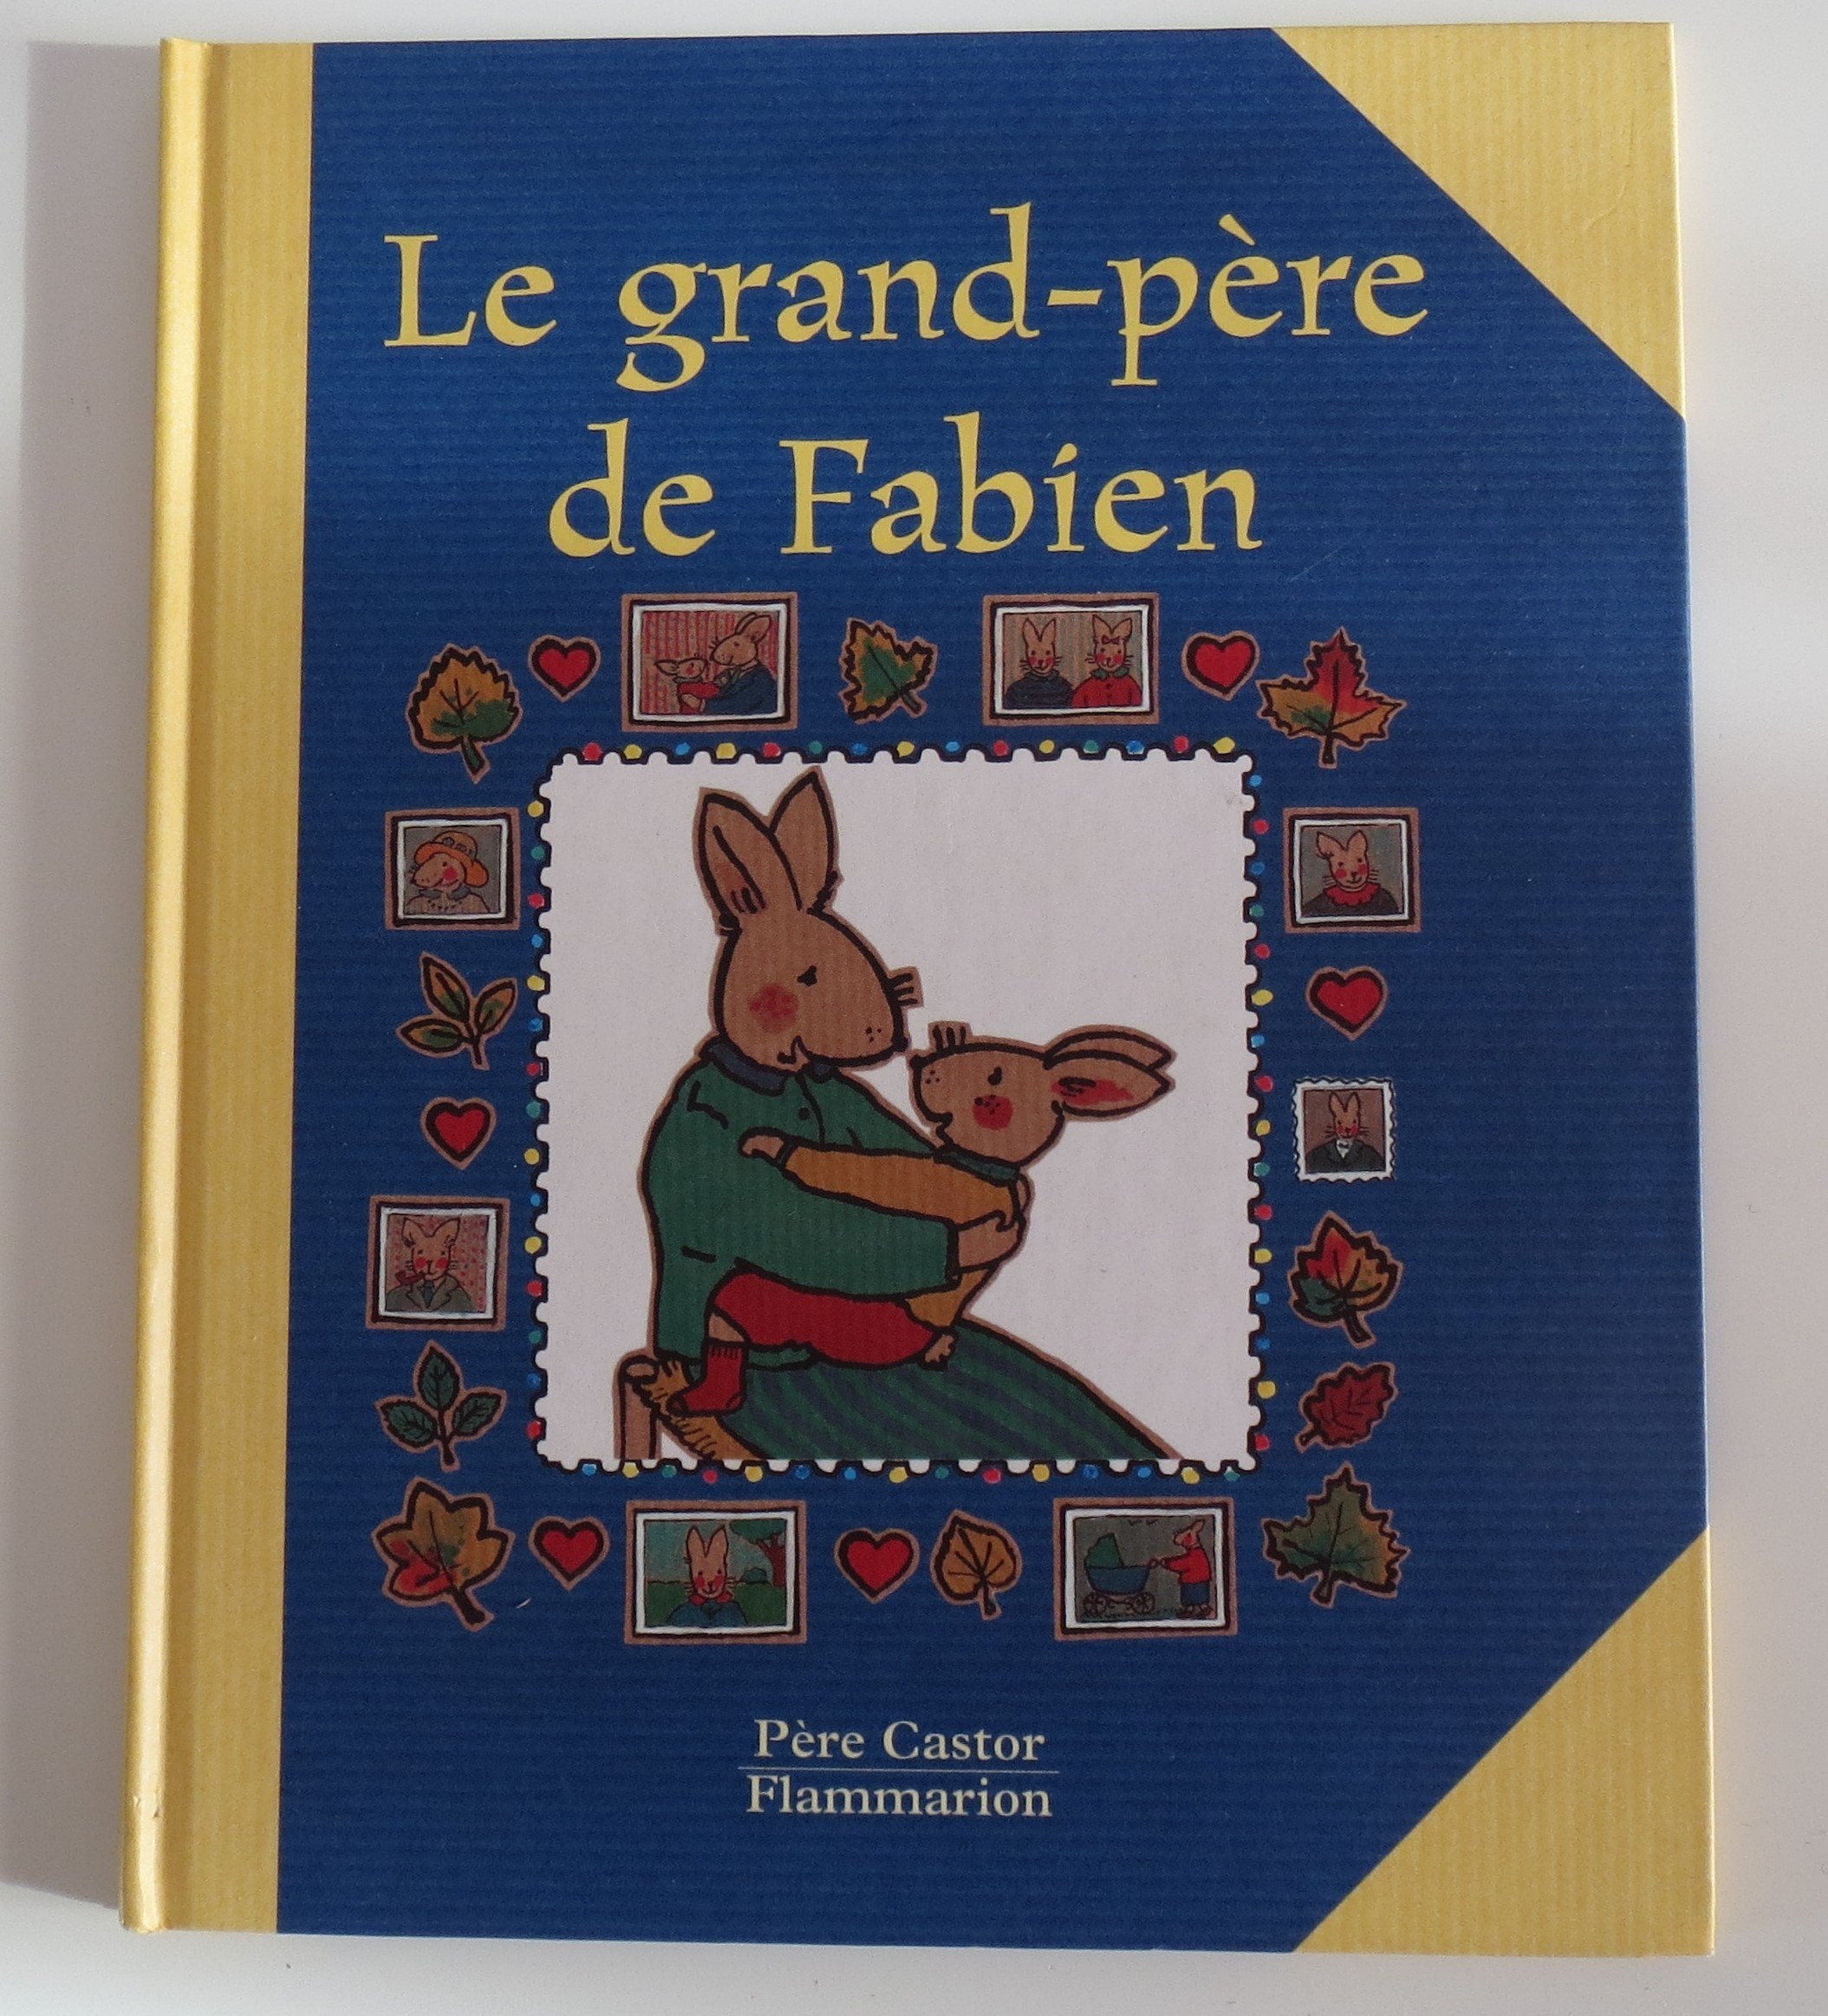 Le grand-père
de Fabien
Père Castor
Flammarion